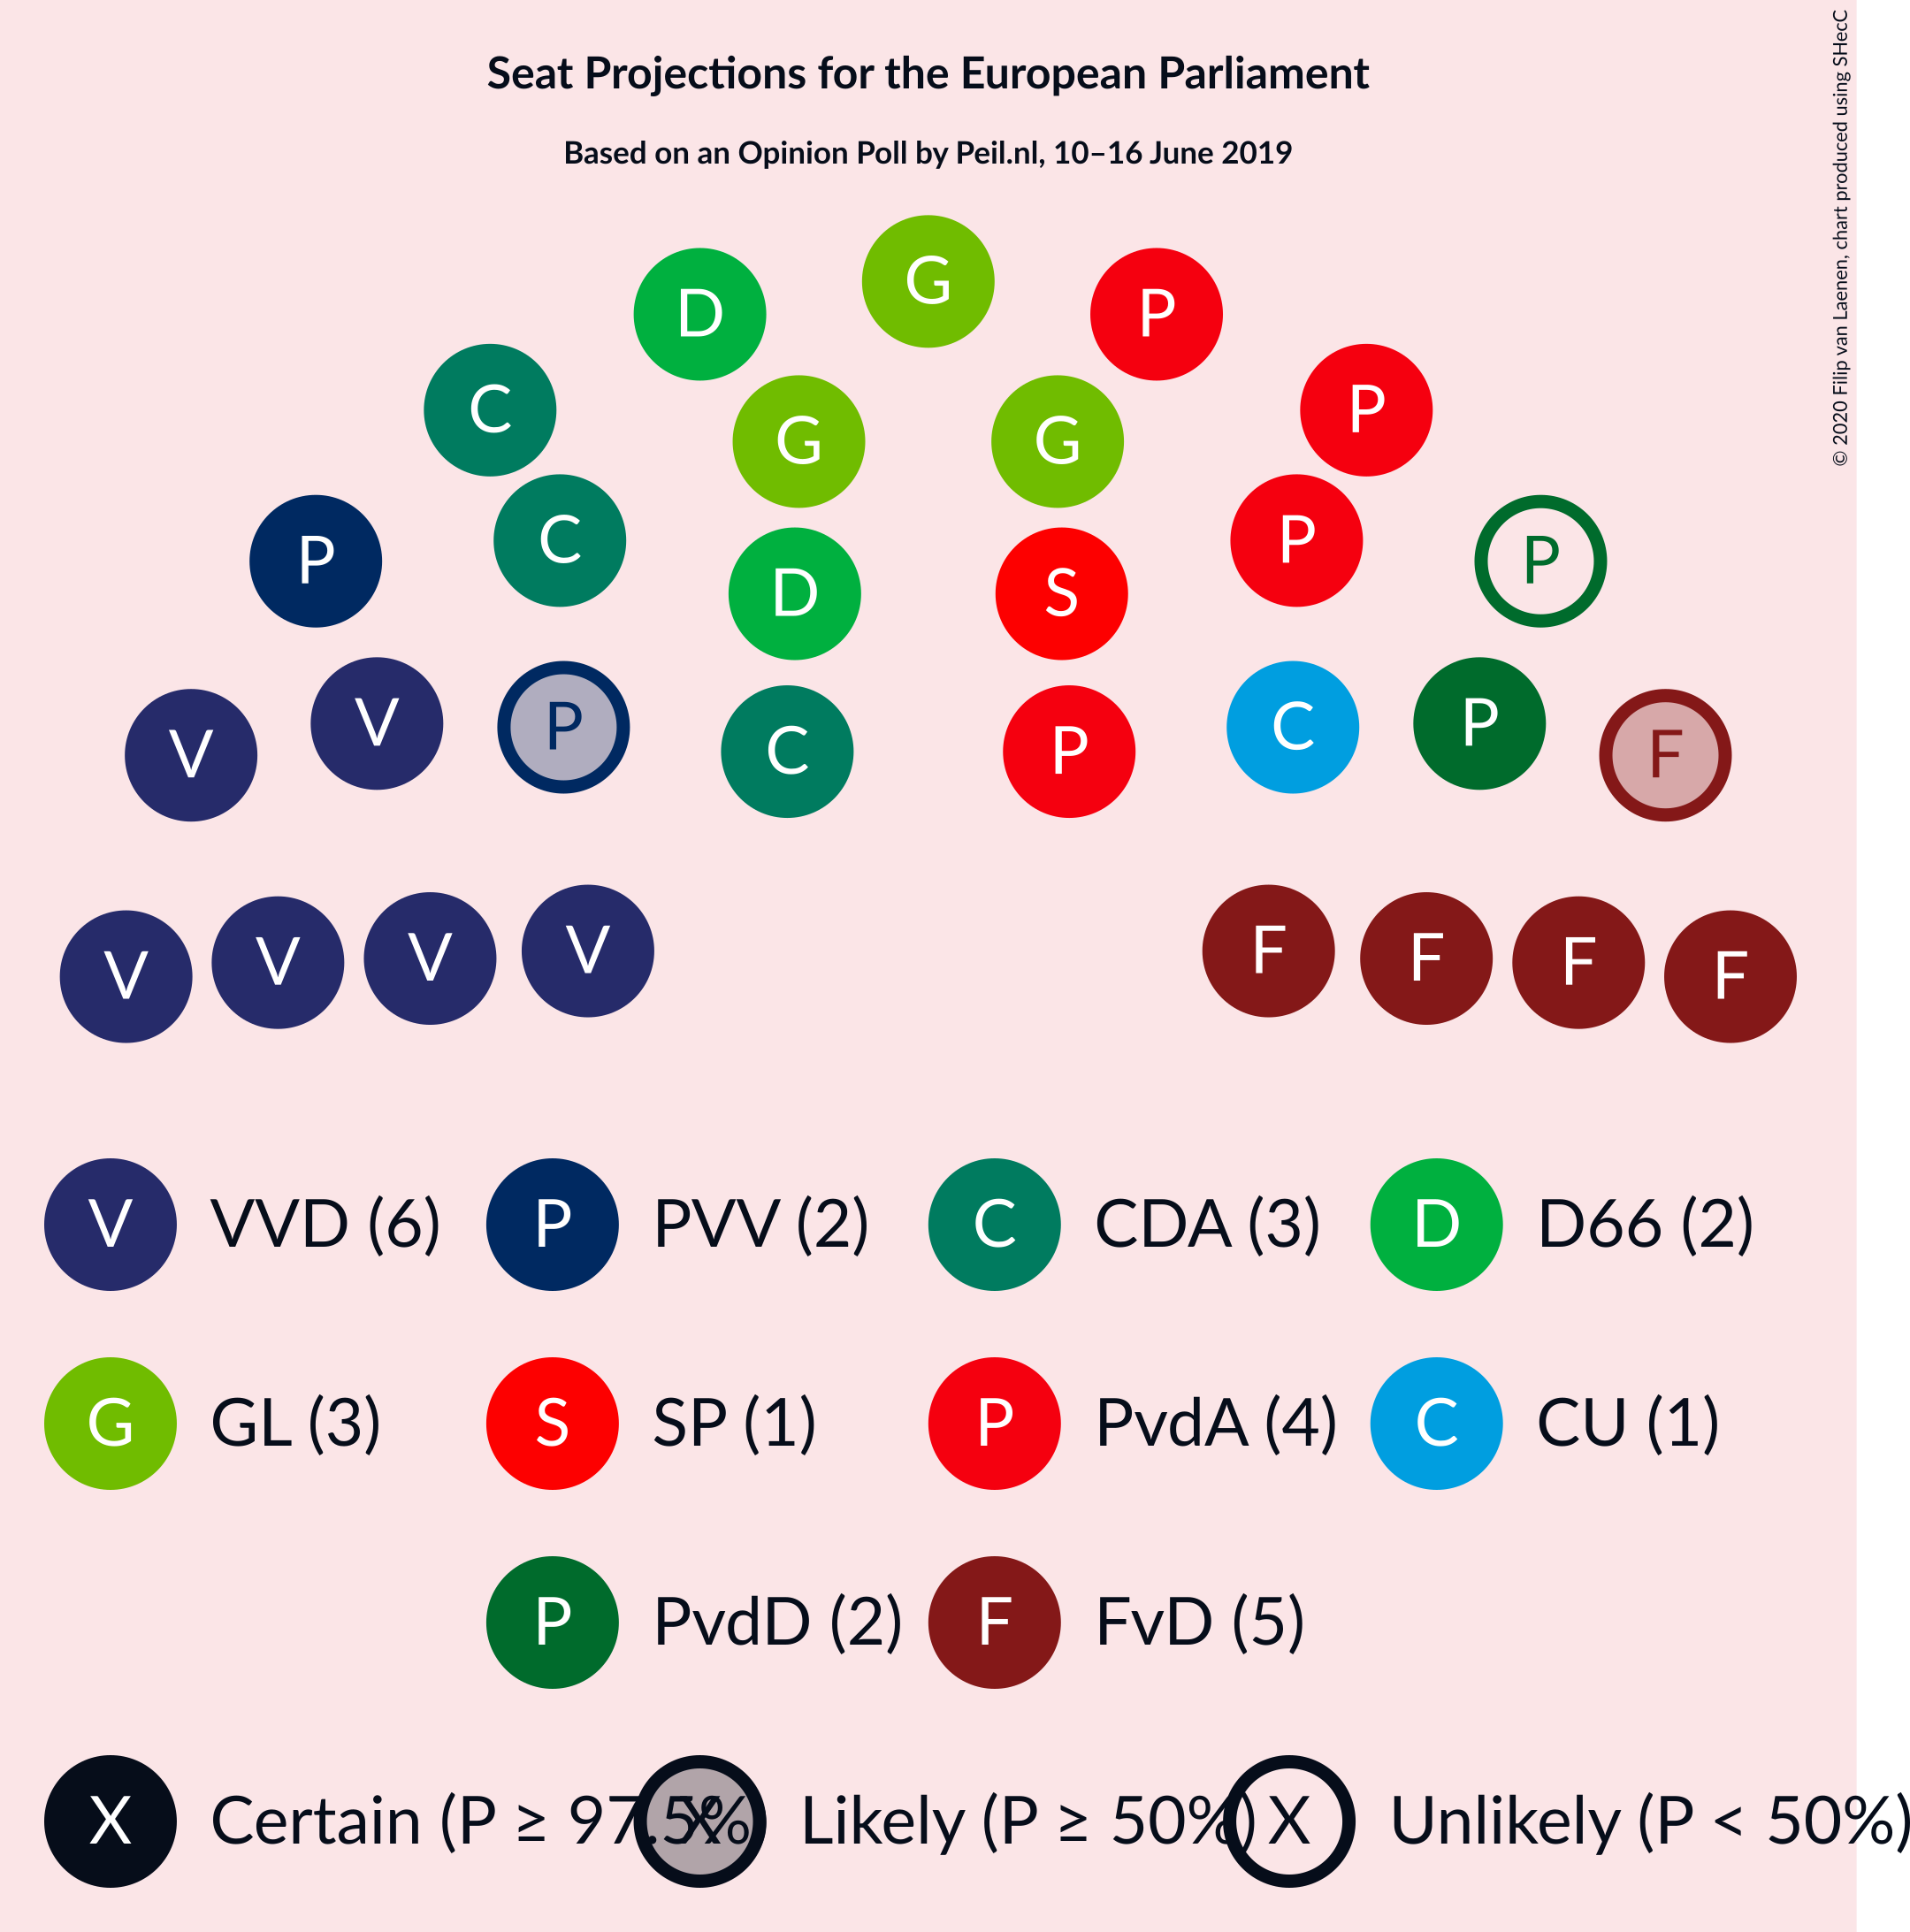 Seat Projections for the European Parliament
Based on an Opinion Poll by Peil.nl, 10–16 June 2019
© 2020 Filip van Laenen, chart produced using SHecC
G
D P
C P
G G
C P
P P
D S
V P C P C P F
V
V V V V F F F F
V VVD (6) P PVV (2) C CDA (3) D D66 (2)
G GL (3) S SP (1) P PvdA (4) C CU (1)
P PvdD (2) F FvD (5)
X Certain (P ≥ 97.5% X Likely (P ≥ 50%) X Unlikely (P < 50%)